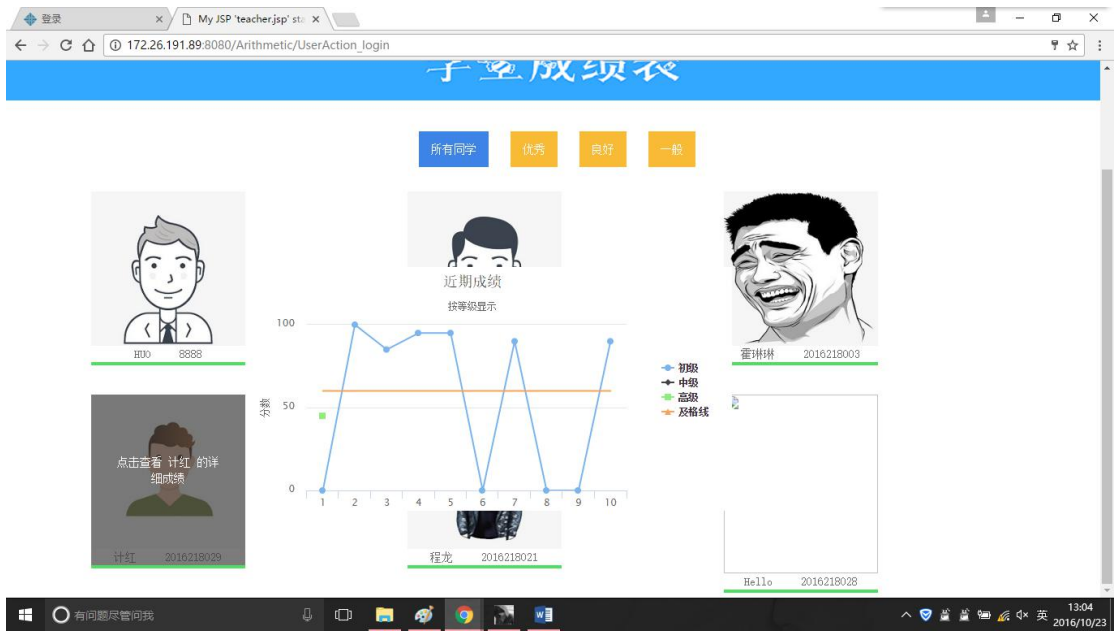 登录
My JSP 'teacher.jsp' sta
172.26.191.89:8080/Arithmetic/UserAction_login
成绩表
所有同学
优秀
良好
一般
近期成绩
按等级显示
100
50
0
分数
1 2 3 4 5 6 7 8 9 10
初级
中级
高级
及格线
HUO 8888
霍琳琳 2016218003
点击查看 计红 的详
细成绩
计红 2016218029
程龙 2016218021
Hello 2016218028
有问题尽管问我
英
13:04
2016/10/23